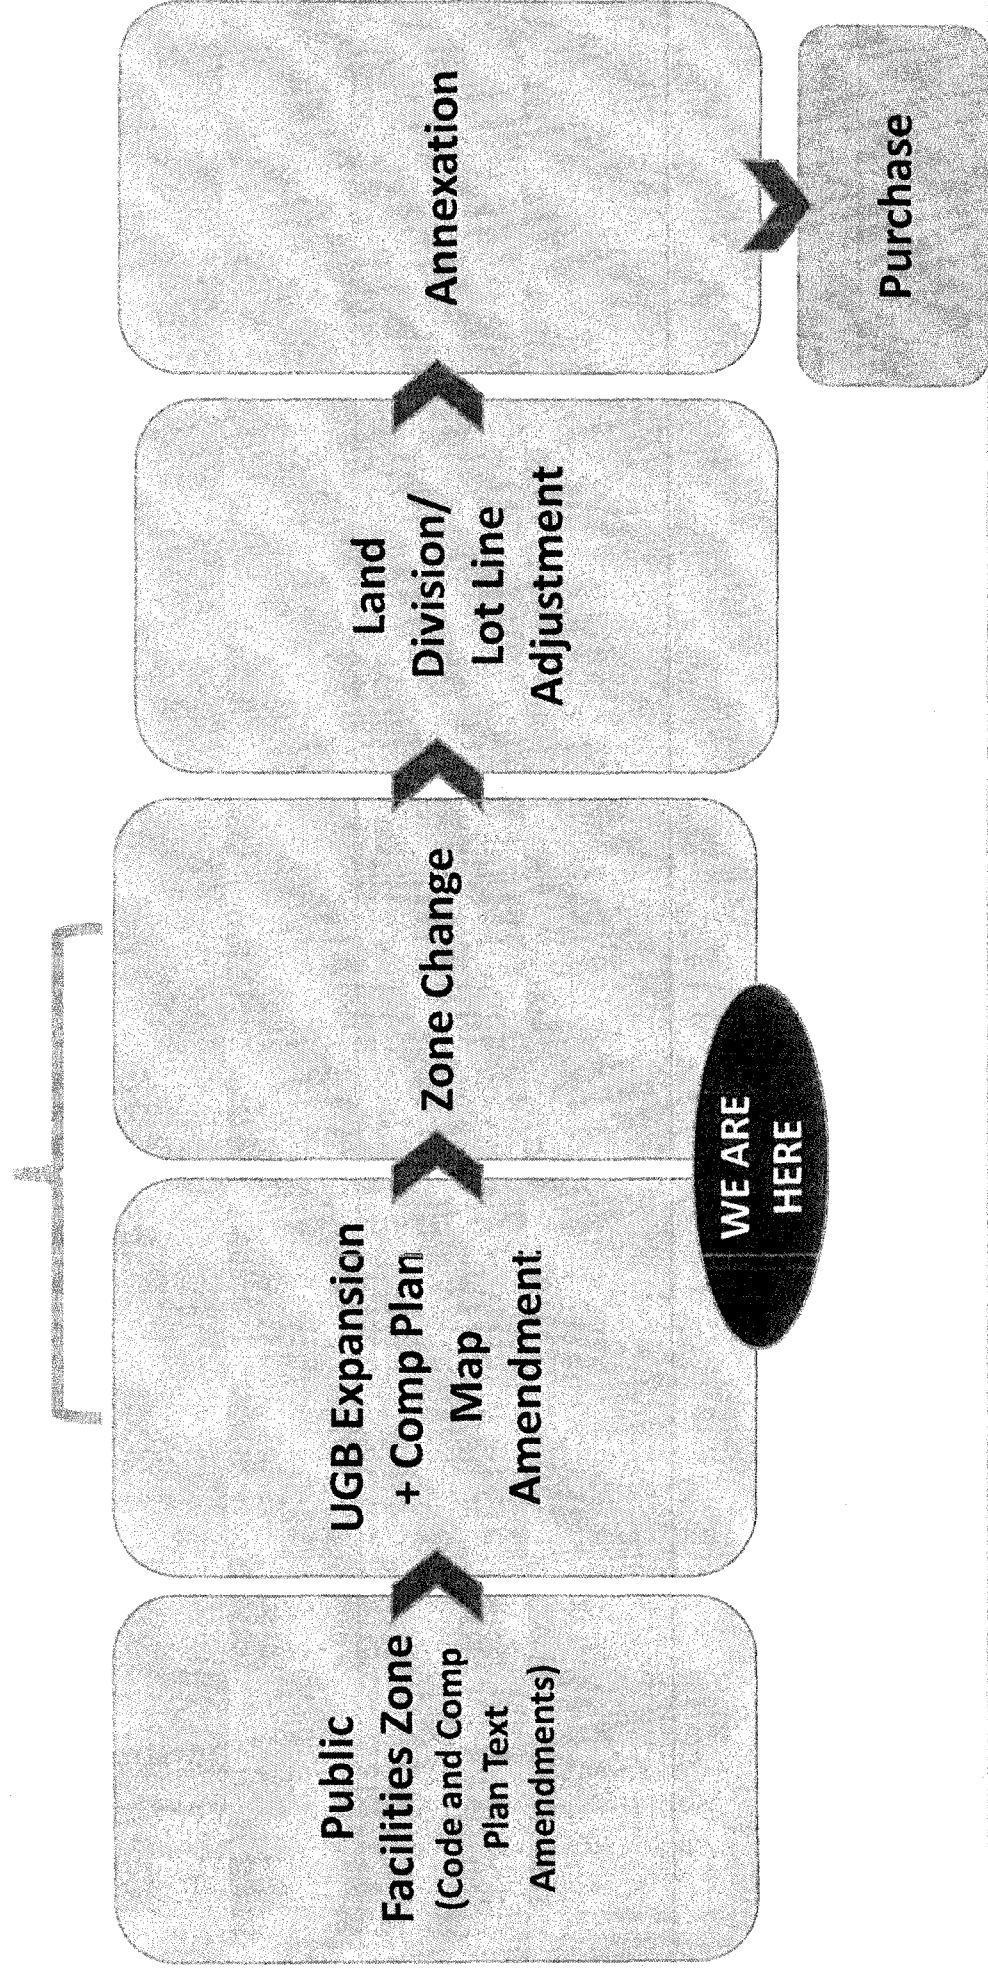 Public
Facilities Zone
(Code and Comp
Plan Text
Amendments)
UGB Expansion
+ Comp Plan
Map
Amendment
Zone Change
WE ARE
HERE
Land
Division/
Lot Line
Adjustment
Annexation
Purchase